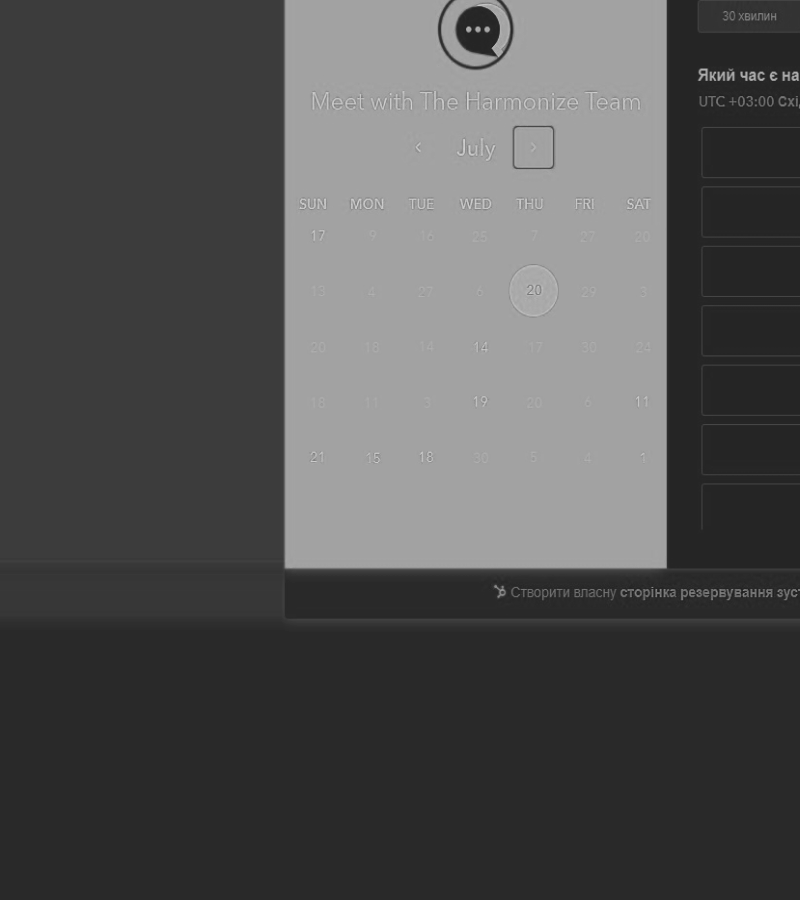 30 хвилин
Meet with The Harmonize Team
Який час є на
UTC +03:00 Схі
July
SUN MON TUE WED THU FRI SAT
17 9 16 25 7 27 20
13 4 27 6 20 29 3
20 18 14 14 17 30 24
15 11 3 19 20 6 11
21 15 18 30 5 4 1
Створити власну сторінка резервування зуст